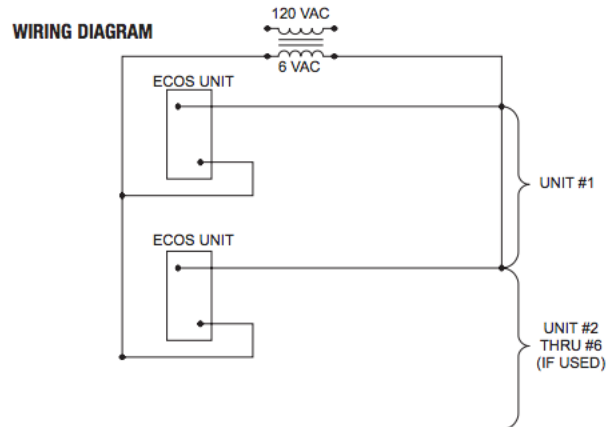 120 VAC
WIRING DIAGRAM
6 VAC
ECOS UNIT
UNIT #1
ECOS UNIT
UNIT #2
THRU #6
(IF USED)